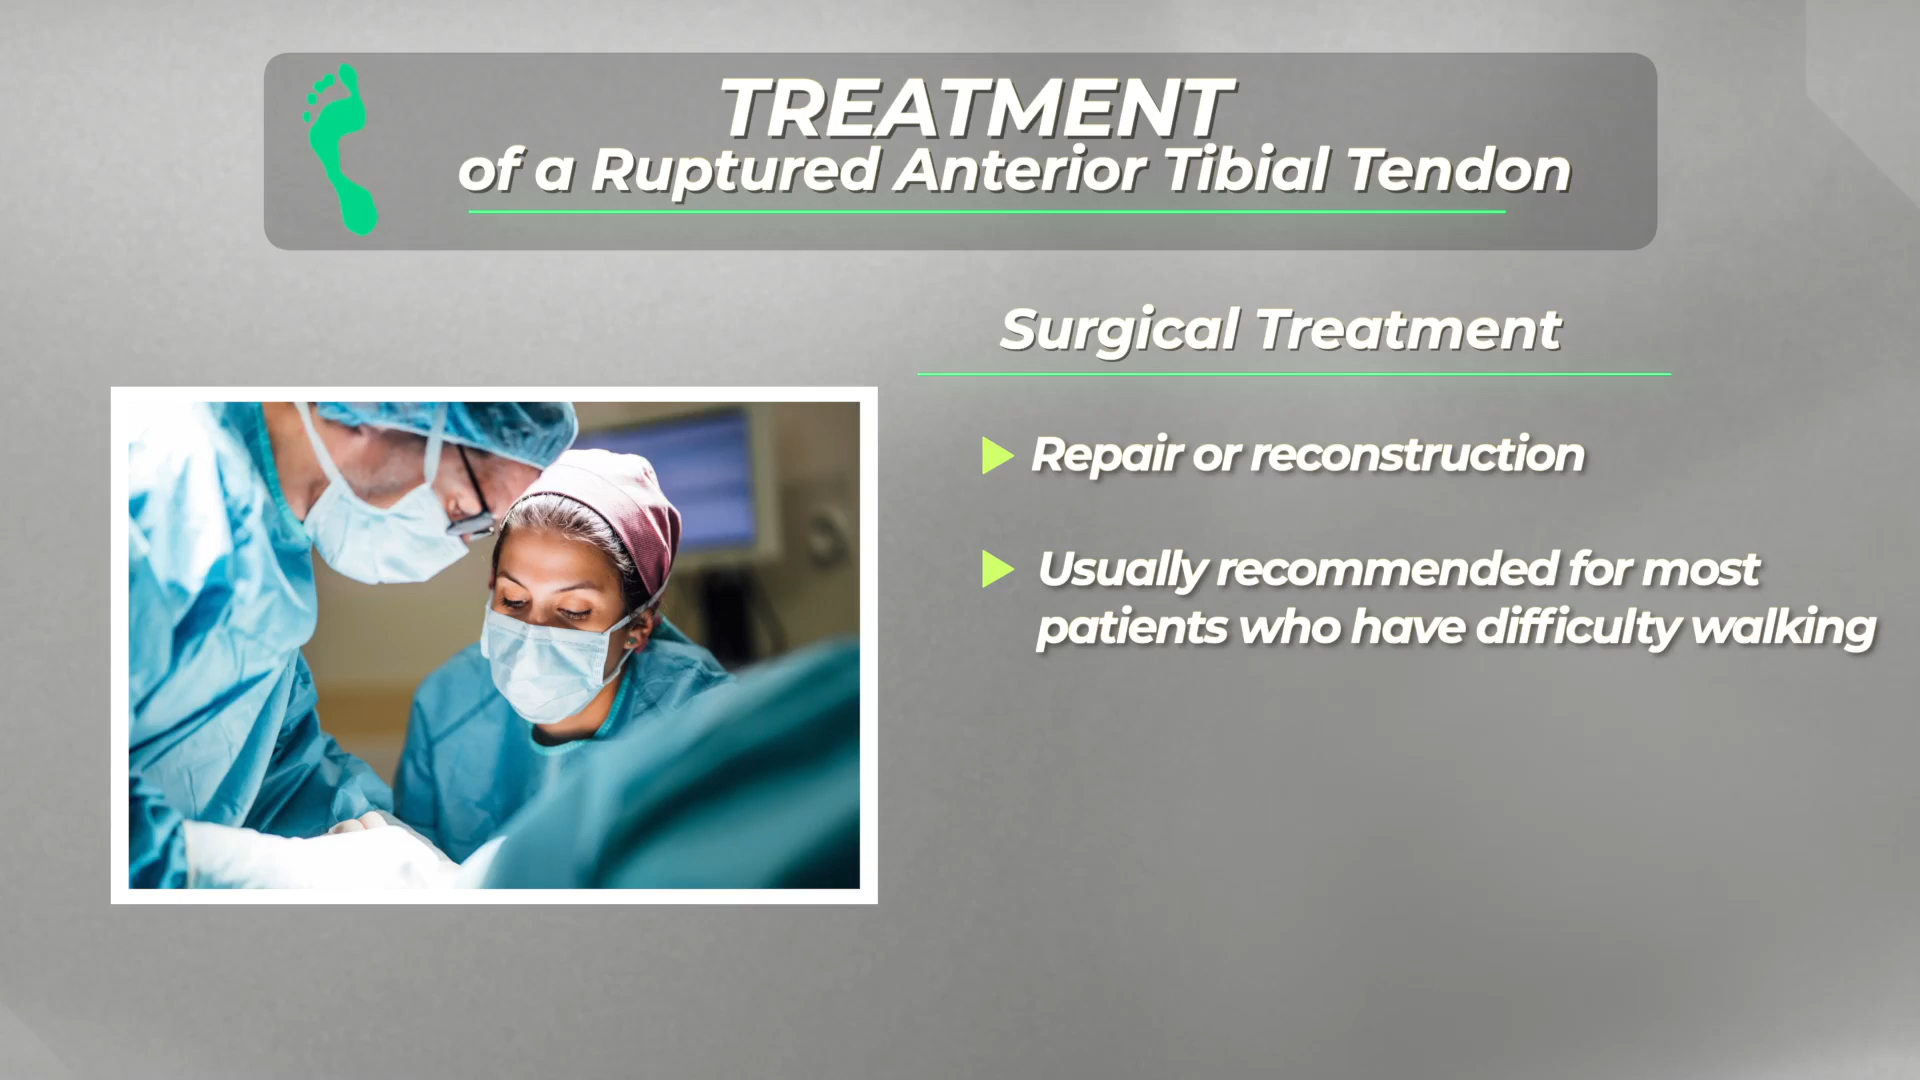 TREATMENT
of a Ruptured Anterior Tibial Tendon
Surgical Treatment
Repair or reconstruction
Usually recommended for most
patients who have difficulty walking